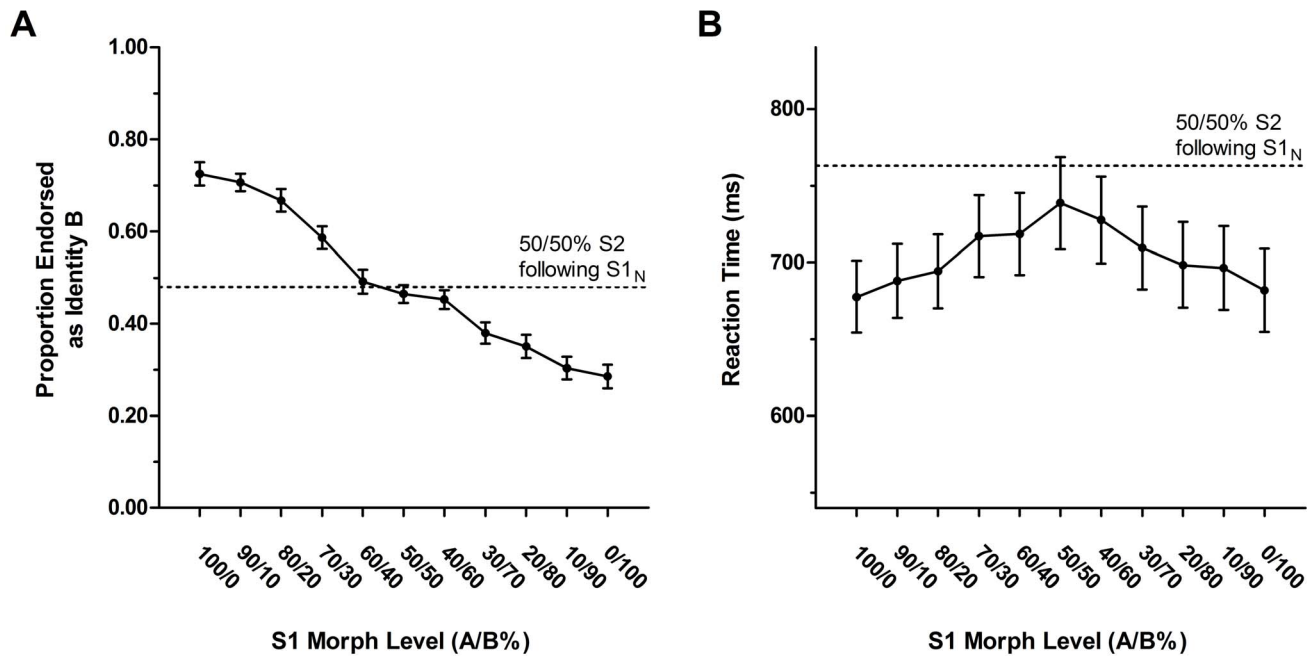 A
Proportion Endorsed
as Identity B
1.00
0.80
0.60
0.40
0.20
0.00
50/50% S2
following S1N
100/0
90/10
80/20
70/30
60/40
50/50
40/60
30/70
20/80
10/90
0/100
S1 Morph Level (A/B%)
B
Reaction Time (ms)
800
700
600
50/50% S2
following S1N
100/0
90/10
80/20
70/30
60/40
50/50
40/60
30/70
20/80
10/90
0/100
S1 Morph Level (A/B%)